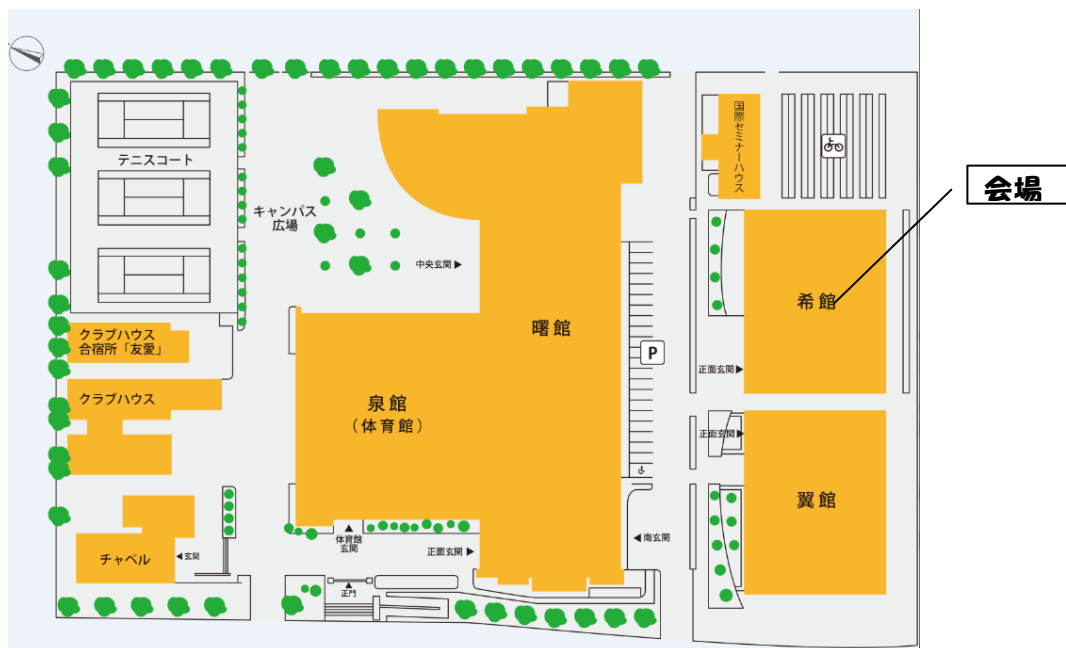 国際セミナーハウス
テニスコート
会場
キャンパス
広場
中央玄関▶
希館
曙館
クラブハウス
合宿所「友愛」
P
正面玄関▶
クラブハウス
泉館
(体育館)
正面玄関▶
翼館
チャペル
◀玄関
▲
体育館
玄関
正面玄関▶
◀南玄関
▲
正門